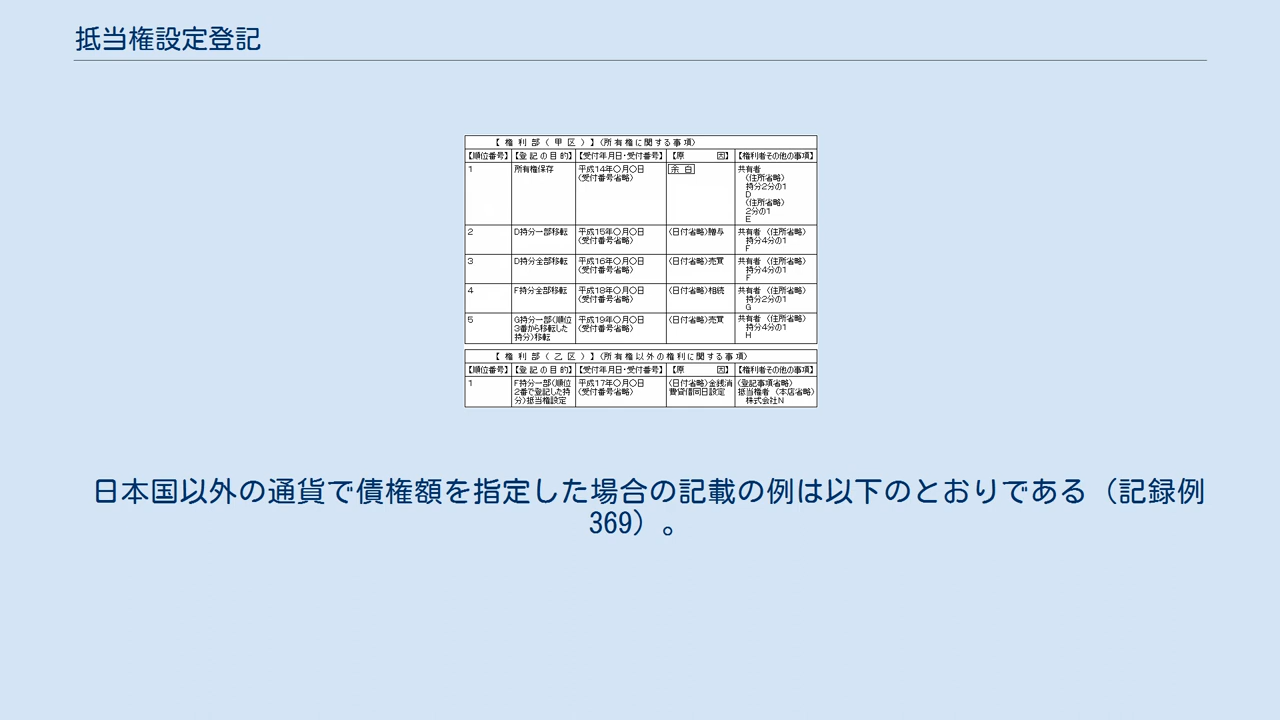 抵当権設定登記
【 権 利 部 （ 甲 区 ）】（所有権に関する事項）
【順位番号】【登記の目的】【受付年月日・受付番号】【原 因】【権利者その他の事項】
1 所有権保存 平成14年〇月〇日 余 白 共有者
（受付番号省略） （住所省略）
持分2分の1
D
（住所省略）
2分の1
E
2 D持分一部移転 平成15年〇月〇日 （日付省略）贈与 共有者 （住所省略）
（受付番号省略） 持分4分の1
F
3 D持分全部移転 平成16年〇月〇日 （日付省略）売買 共有者 （住所省略）
（受付番号省略） 持分4分の1
F
4 F持分全部移転 平成18年〇月〇日 （日付省略）相続 共有者 （住所省略）
（受付番号省略） 持分2分の1
G
5 G持分一部（順位 平成19年〇月〇日 （日付省略）売買 共有者 （住所省略）
3番から移転した （受付番号省略） 持分4分の1
持分）移転 H
【 権 利 部 （ 乙 区 ）】（所有権以外の権利に関する事項）
【順位番号】【登記の目的】【受付年月日・受付番号】【原 因】【権利者その他の事項】
1 F持分一部（順位 平成17年〇月〇日 （日付省略）金銭消 （登記事項省略）
2番で登記した持 （受付番号省略） 費貸借同日設定 抵当権者 （本店省略）
分）抵当権設定 株式会社N
日本国以外の通貨で債権額を指定した場合の記載の例は以下のとおりである（記録例
369）。